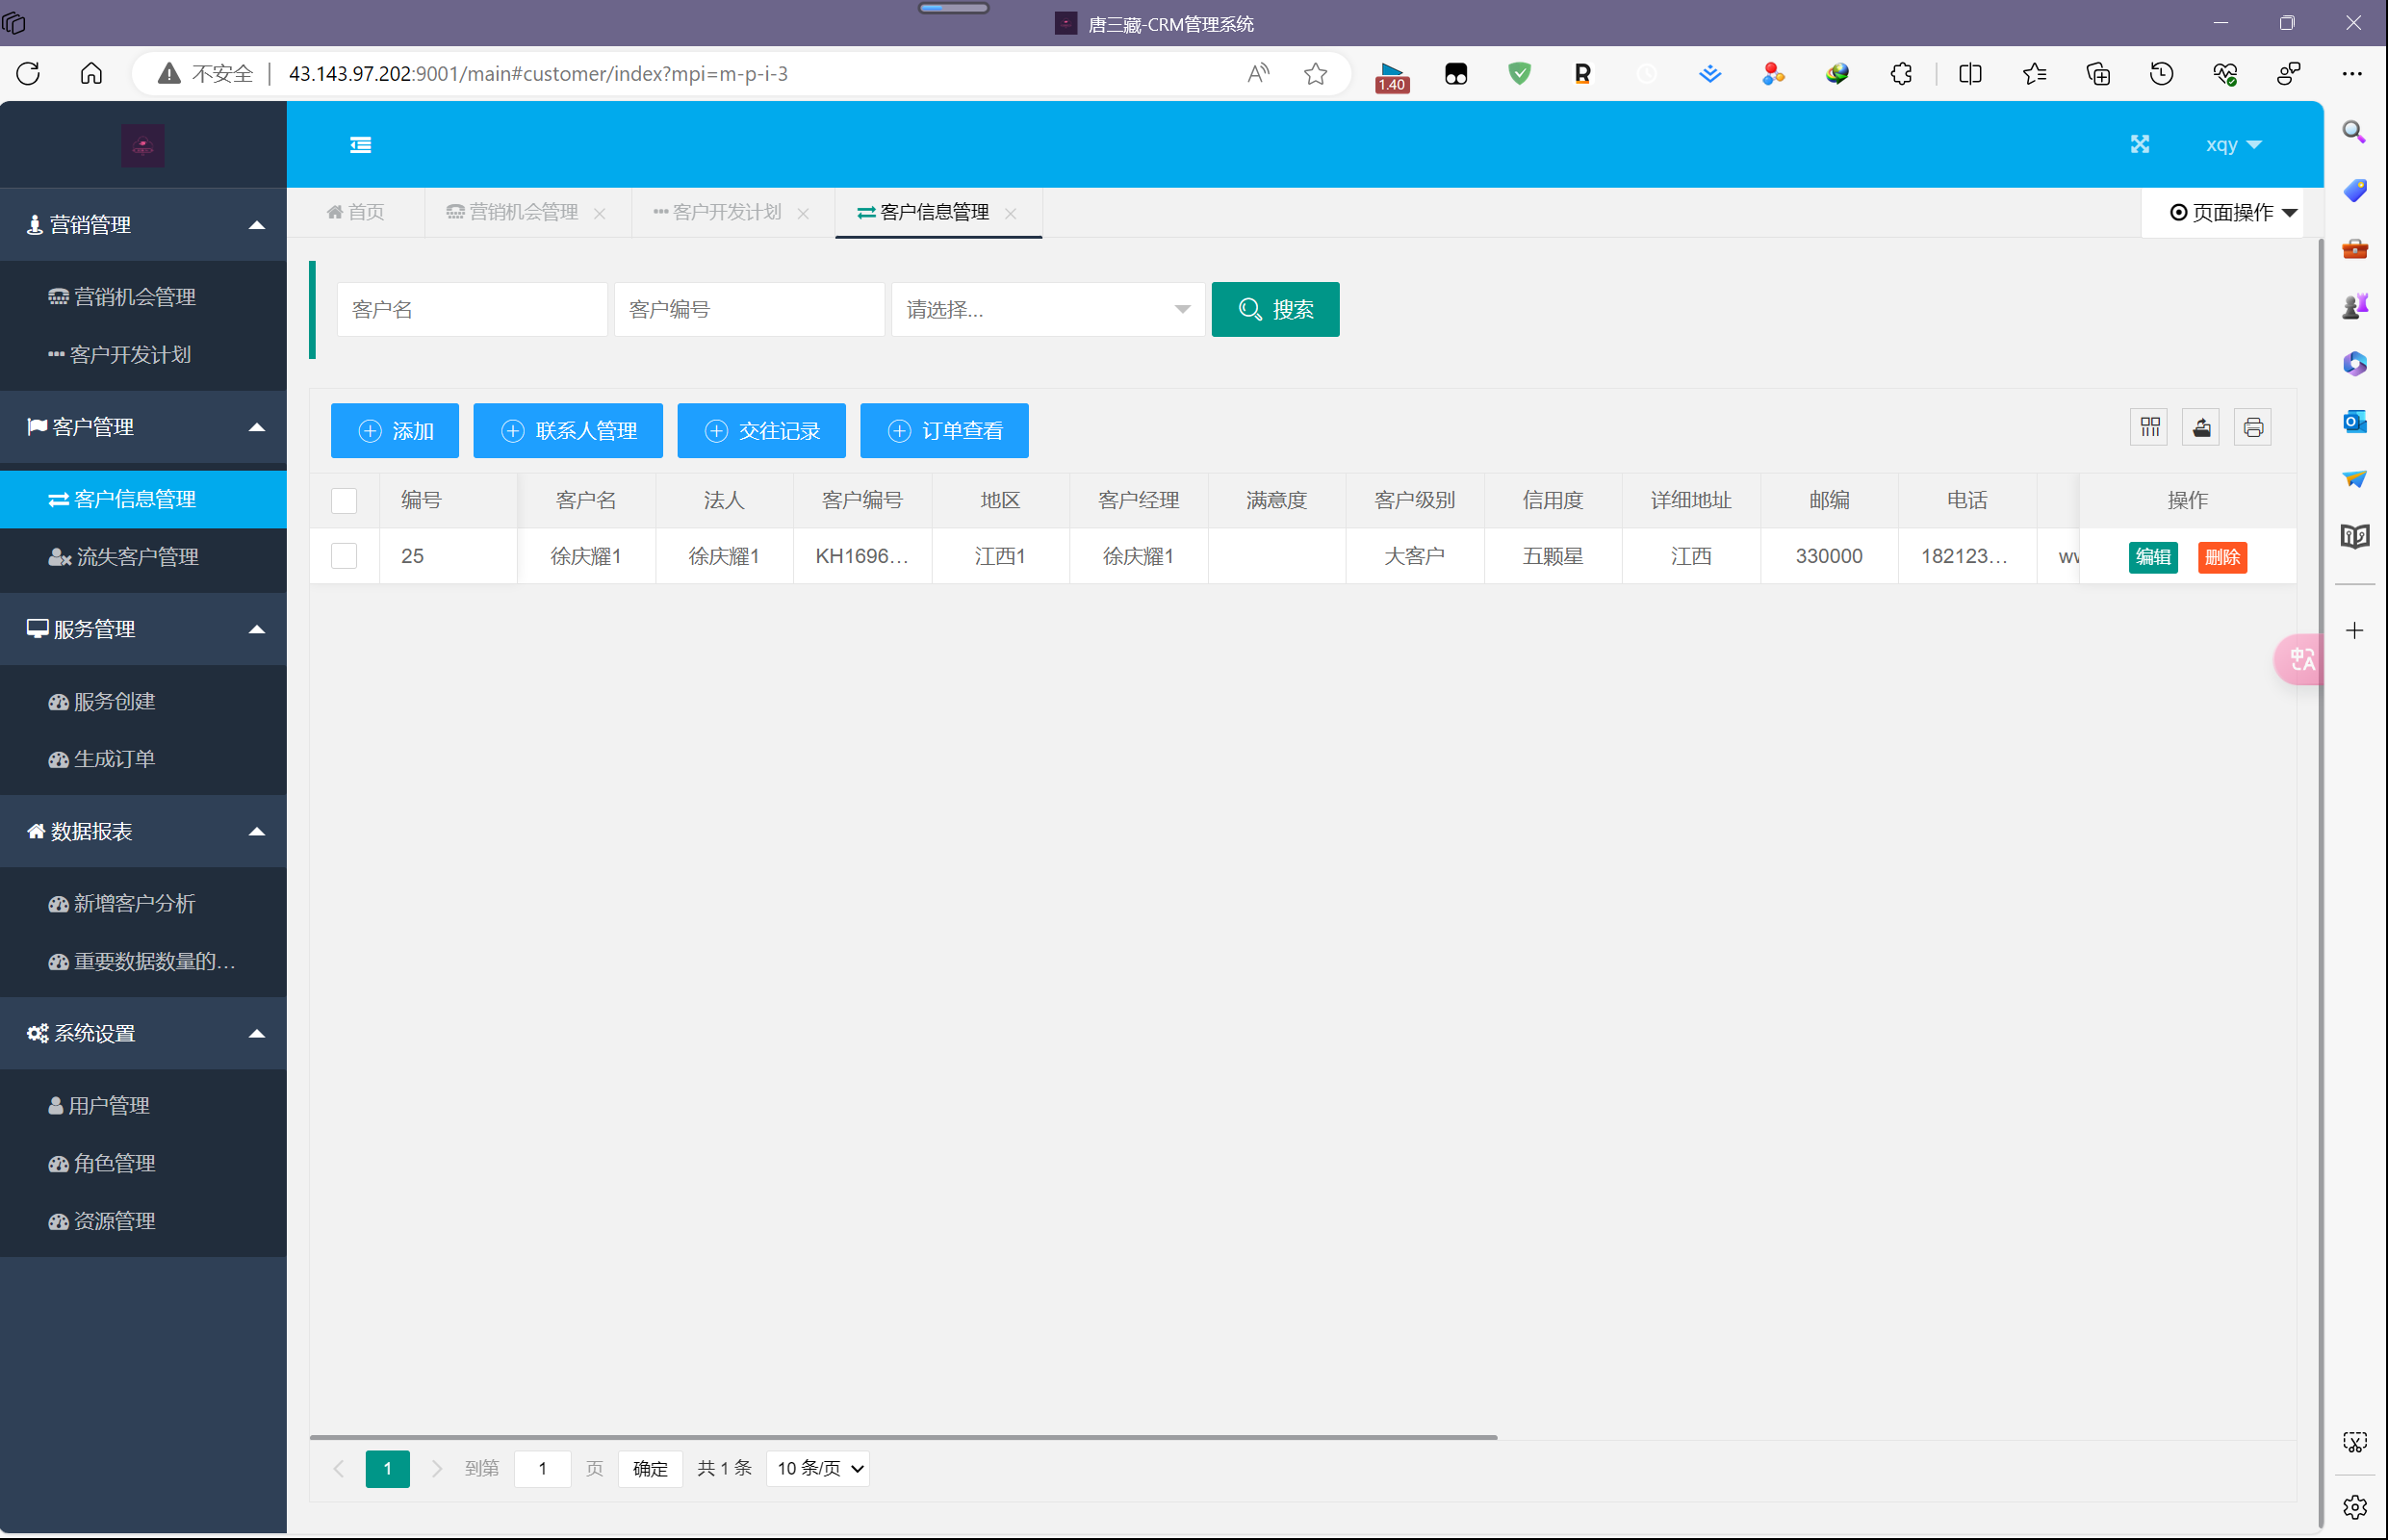 唐三藏-CRM管理系统
不安全 43.143.97.202:9001/main#customer/index?mpi=m-p-i-3
1.40
xqy
首页 营销机会管理 客户开发计划 客户信息管理 页面操作
营销管理
营销机会管理
客户开发计划
客户管理
客户信息管理
流失客户管理
服务管理
服务创建
生成订单
数据报表
新增客户分析
重要数据数量的...
系统设置
用户管理
角色管理
资源管理
客户名 客户编号 请选择... 搜索
添加 联系人管理 交往记录 订单查看
编号 客户名 法人 客户编号 地区 客户经理 满意度 客户级别 信用度 详细地址 邮编 电话 操作
25 徐庆耀1 徐庆耀1 KH1696... 江西1 徐庆耀1 大客户 五颗星 江西 330000 182123... 编辑 删除
中A
1 到第 1 页 确定 共 1 条 10 条/页